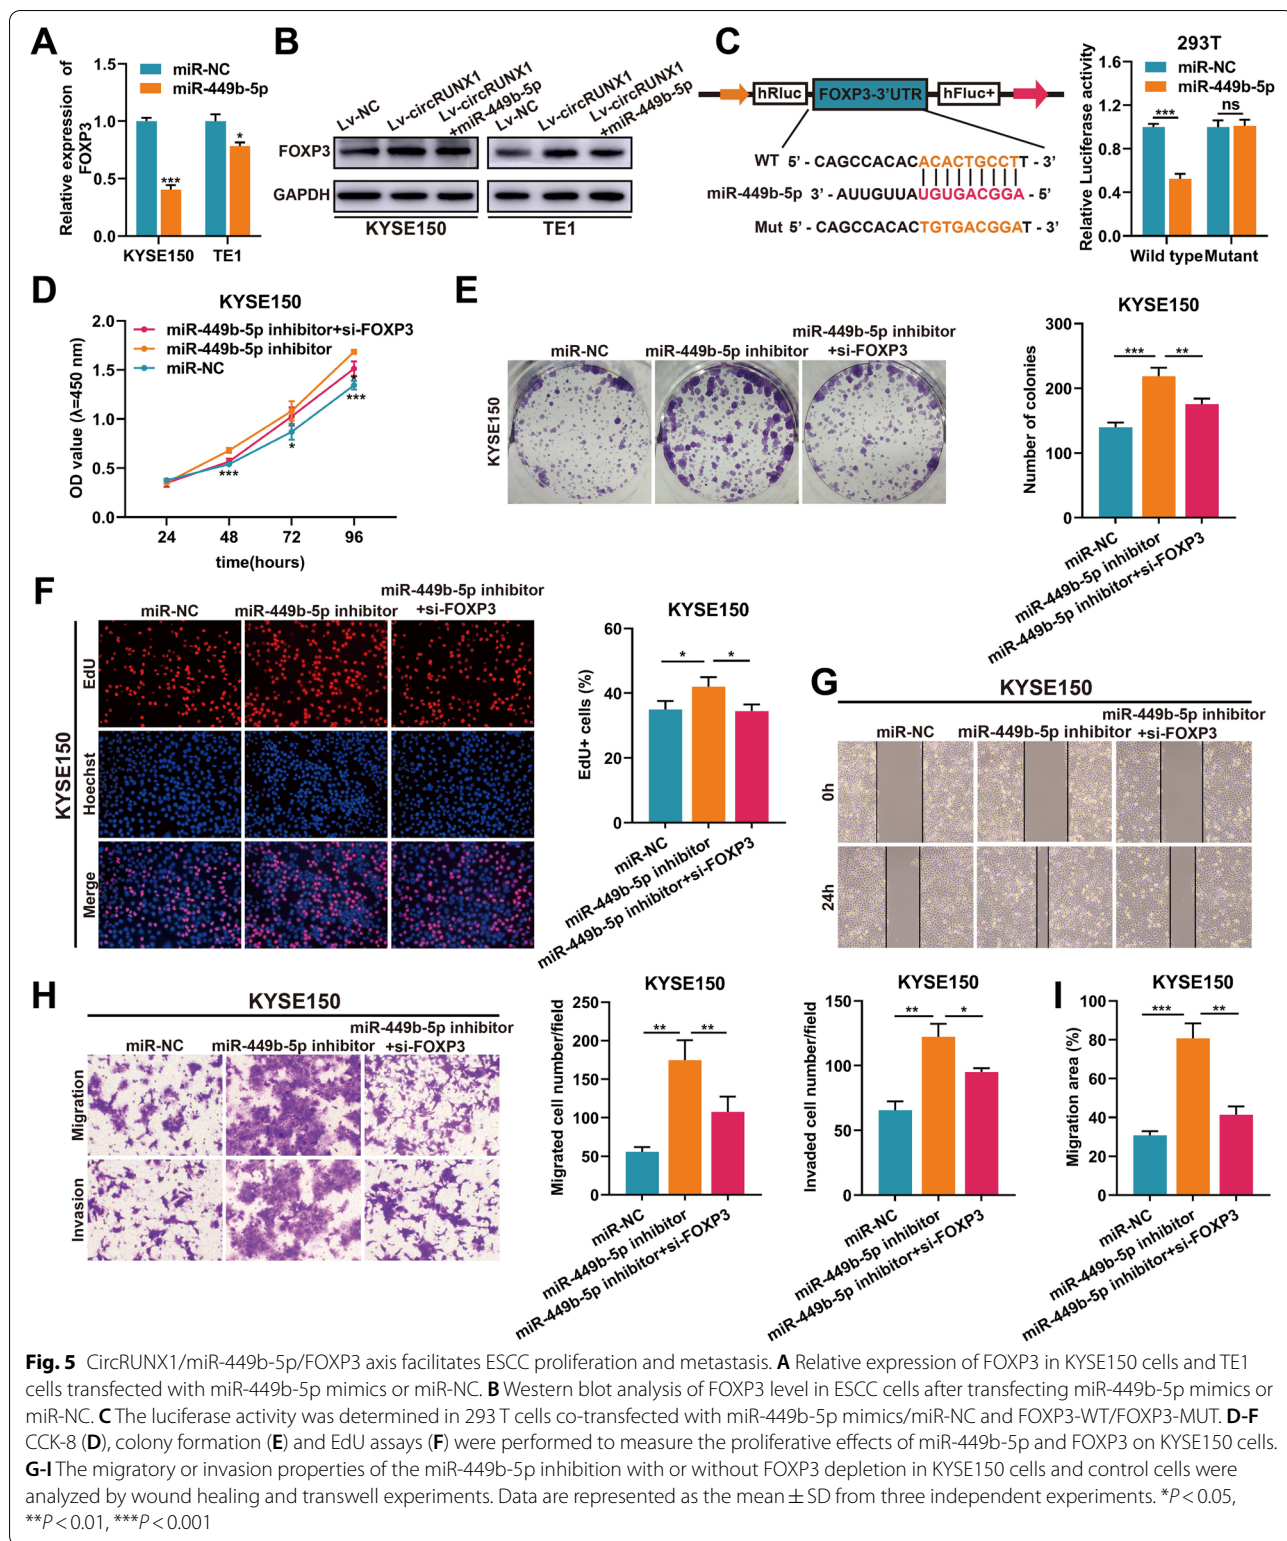 A
Relative expression of
FOXP3
1.5
1.0
0.5
0.0
miR-NC
miR-449b-5p
***
*
KYSE150 TE1
B
Lv-NC
Lv-circRUNX1
Lv-circRUNX1
+miR-449b-5p
Lv-NC
Lv-circRUNX1
Lv-circRUNX1
+miR-449b-5p
FOXP3
GAPDH
KYSE150 TE1
C
hRluc FOXP3-3'UTR hFluc+
WT 5' - CAGCCACACACACTGCCTT - 3'
miR-449b-5p 3' - AUUGUUAUGUGACGGA - 5'
Mut 5' - CAGCCACACTGTGACGGAT - 3'
293T
miR-NC
miR-449b-5p
Relative Luciferase activity
1.6
1.2
0.8
0.4
0.0
***
ns
Wild type Mutant
D
KYSE150
OD value (λ=450 nm)
2.0
1.5
1.0
0.5
0.0
miR-449b-5p inhibitor+si-FOXP3
miR-449b-5p inhibitor
miR-NC
***
*
*
***
24 48 72 96
time(hours)
E
miR-NC miR-449b-5p inhibitor miR-449b-5p inhibitor
+si-FOXP3
KYSE150
KYSE150
Number of colonies
300
200
100
0
*** **
miR-NC
miR-449b-5p inhibitor
miR-449b-5p inhibitor+si-FOXP3
F
miR-NC miR-449b-5p inhibitor miR-449b-5p inhibitor
+si-FOXP3
KYSE150
EdU
Hoechst
Merge
KYSE150
EdU+ cells (%)
60
40
20
0
* *
miR-NC
miR-449b-5p inhibitor
miR-449b-5p inhibitor+si-FOXP3
G
KYSE150
miR-NC miR-449b-5p inhibitor miR-449b-5p inhibitor
+si-FOXP3
0h
24h
H
KYSE150
miR-NC miR-449b-5p inhibitor miR-449b-5p inhibitor
+si-FOXP3
Migration
Invasion
KYSE150
Migrated cell number/field
250
200
150
100
50
0
** **
miR-NC
miR-449b-5p inhibitor
miR-449b-5p inhibitor+si-FOXP3
KYSE150
Invaded cell number/field
150
100
50
0
** *
miR-NC
miR-449b-5p inhibitor
miR-449b-5p inhibitor+si-FOXP3
I
KYSE150
Migration area (%)
100
80
60
40
20
0
*** **
miR-NC
miR-449b-5p inhibitor
miR-449b-5p inhibitor+si-FOXP3
Fig. 5 CircRUNX1/miR-449b-5p/FOXP3 axis facilitates ESCC proliferation and metastasis. A Relative expression of FOXP3 in KYSE150 cells and TE1
cells transfected with miR-449b-5p mimics or miR-NC. B Western blot analysis of FOXP3 level in ESCC cells after transfecting miR-449b-5p mimics or
miR-NC. C The luciferase activity was determined in 293 T cells co-transfected with miR-449b-5p mimics/miR-NC and FOXP3-WT/FOXP3-MUT. D-F
CCK-8 (D), colony formation (E) and EdU assays (F) were performed to measure the proliferative effects of miR-449b-5p and FOXP3 on KYSE150 cells.
G-I The migratory or invasion properties of the miR-449b-5p inhibition with or without FOXP3 depletion in KYSE150 cells and control cells were
analyzed by wound healing and transwell experiments. Data are represented as the mean ± SD from three independent experiments. *P < 0.05,
**P < 0.01, ***P < 0.001